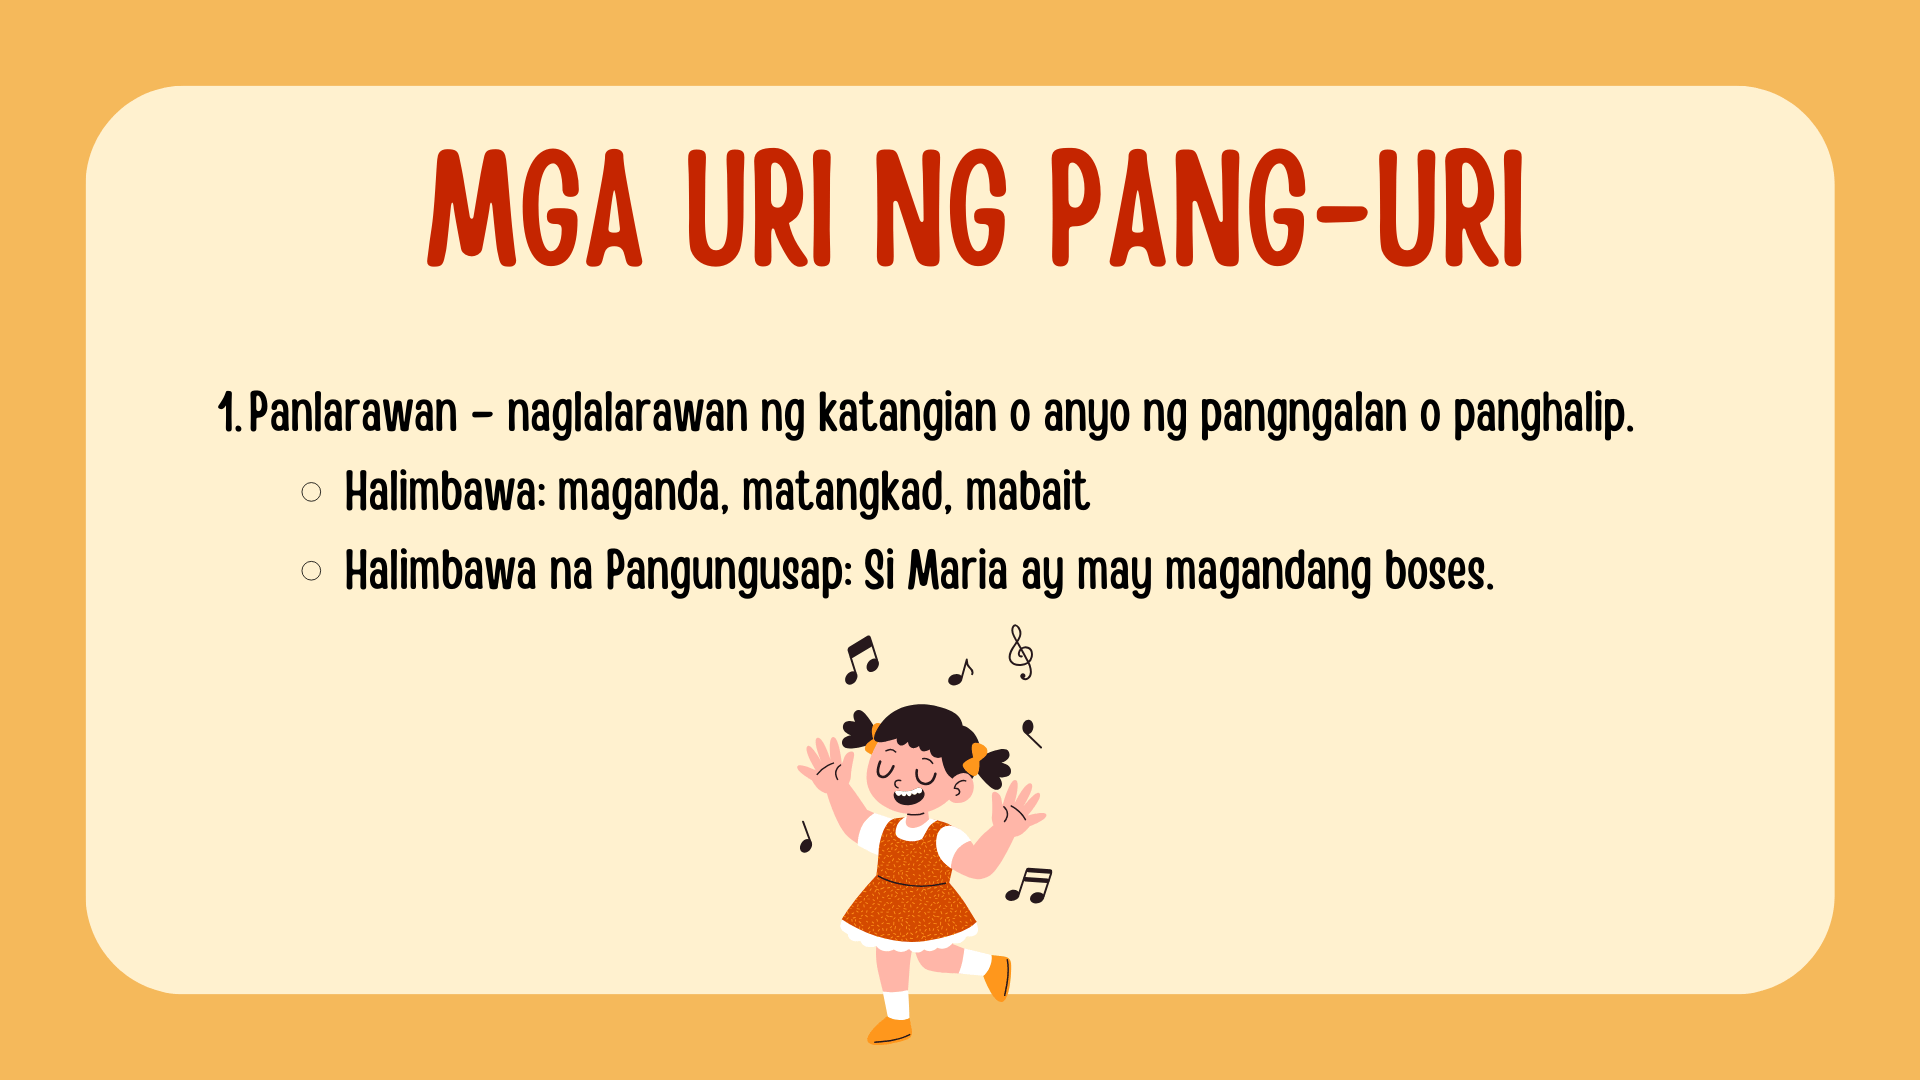 MGA URI NG PANG-URI
1. Panlarawan – naglalarawan ng katangian o anyo ng pangngalan o panghalip.
Halimbawa: maganda, matangkad, mabait
Halimbawa na Pangungusap: Si Maria ay may magandang boses.